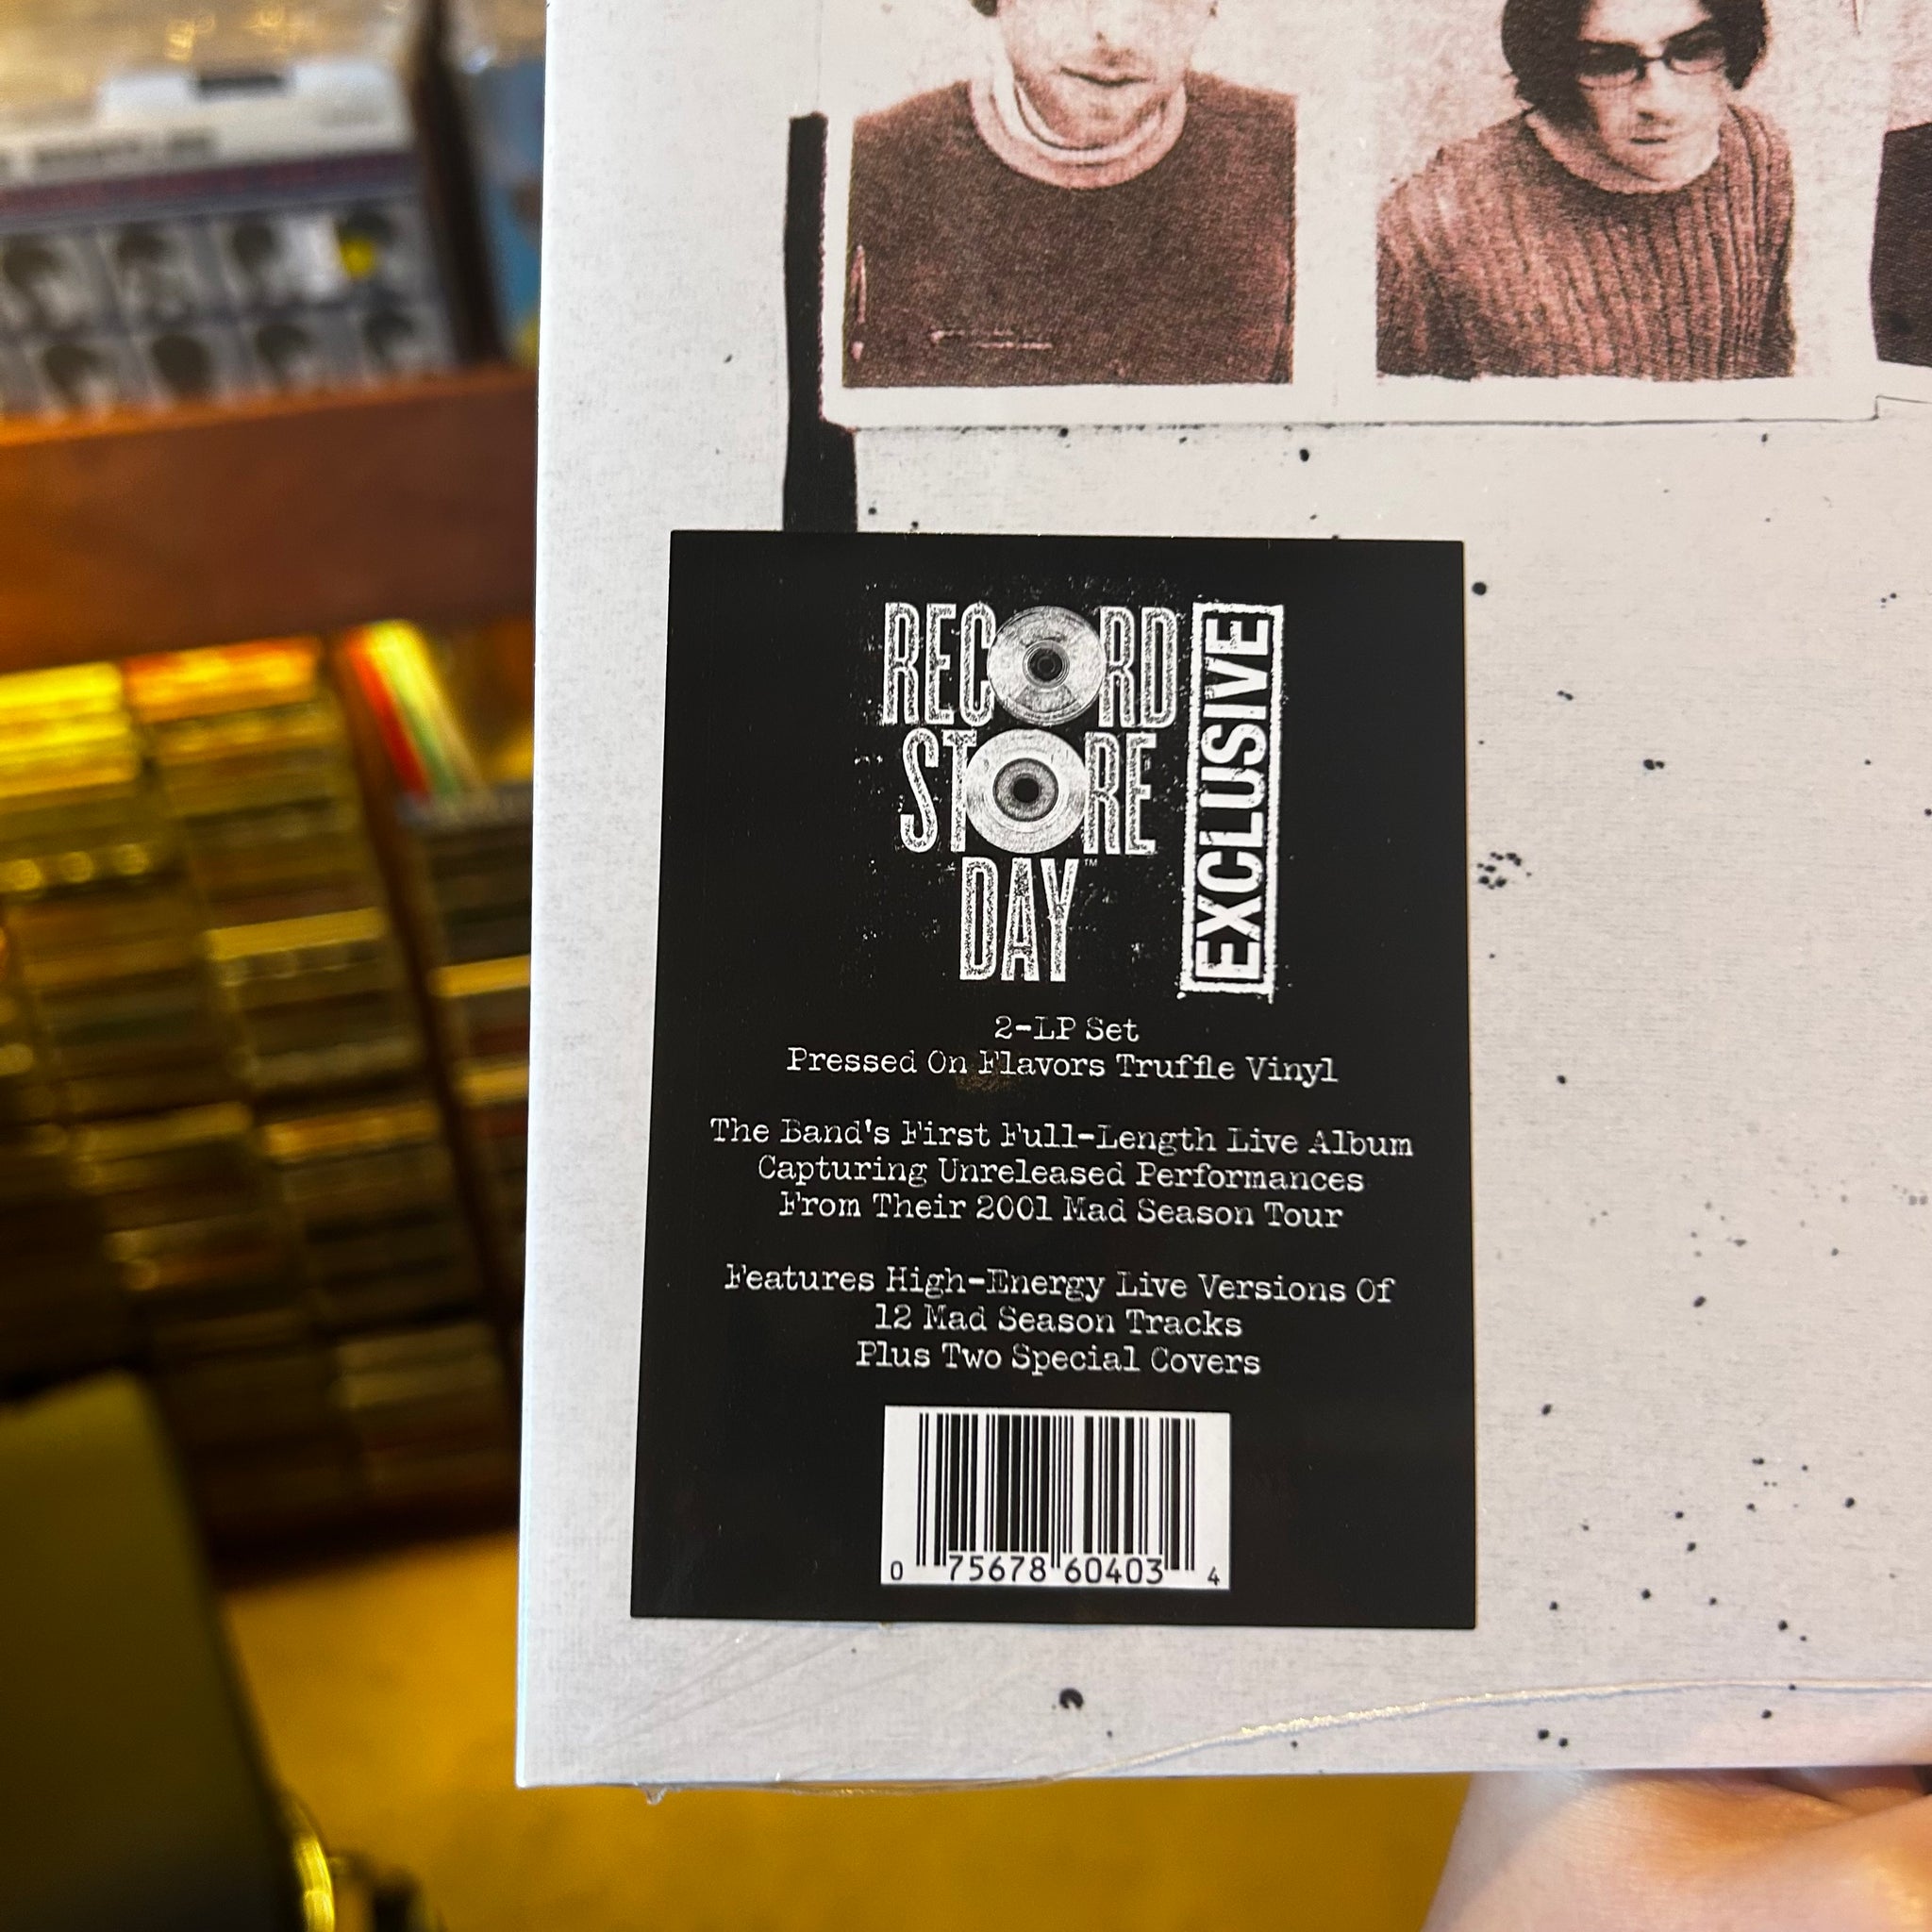 RECORD
STORE
DAY™
EXCLUSIVE
2-LP Set
Pressed On Flavors Truffle Vinyl
The Band's First Full-Length Live Album
Capturing Unreleased Performances
From Their 2001 Mad Season Tour
Features High-Energy Live Versions Of
12 Mad Season Tracks
Plus Two Special Covers
0 75678 60403 4